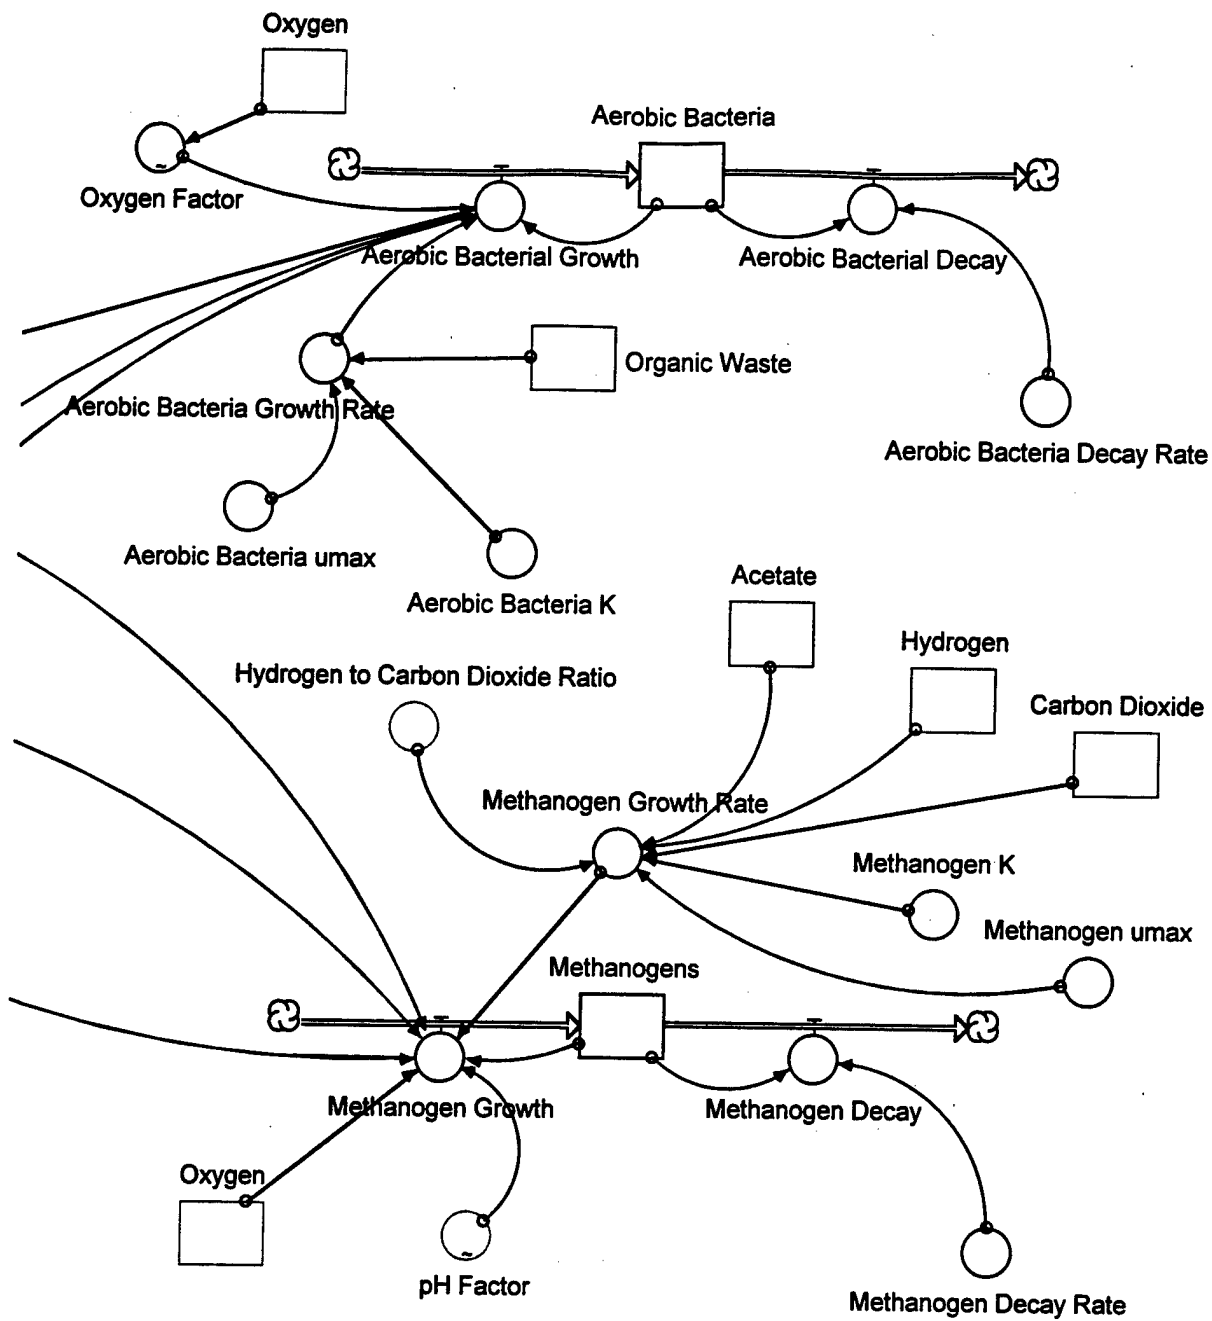 Oxygen
Aerobic Bacteria
Oxygen Factor
Aerobic Bacterial Growth
Aerobic Bacterial Decay
Organic Waste
Aerobic Bacteria Growth Rate
Aerobic Bacteria Decay Rate
Aerobic Bacteria umax
Aerobic Bacteria K
Acetate
Hydrogen
Hydrogen to Carbon Dioxide Ratio
Carbon Dioxide
Methanogen Growth Rate
Methanogen K
Methanogen umax
Methanogens
Methanogen Growth
Methanogen Decay
Oxygen
pH Factor
Methanogen Decay Rate